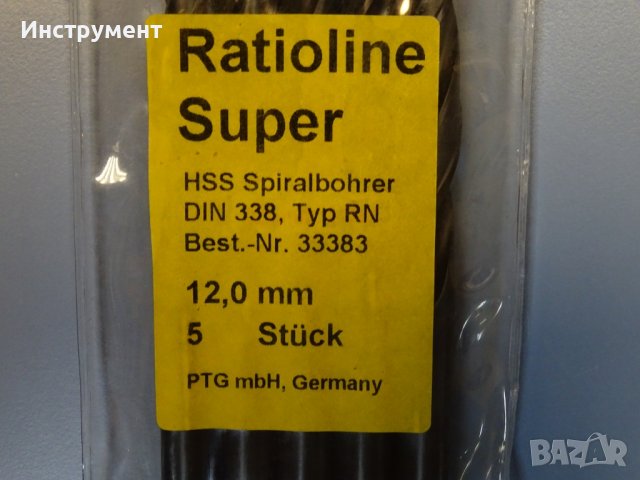 Инструмент
Ratioline
Super
HSS Spiralbohrer
DIN 338, Typ RN
Best.-Nr. 33383
12,0 mm
5 Stück
PTG mbH, Germany
BAZAR